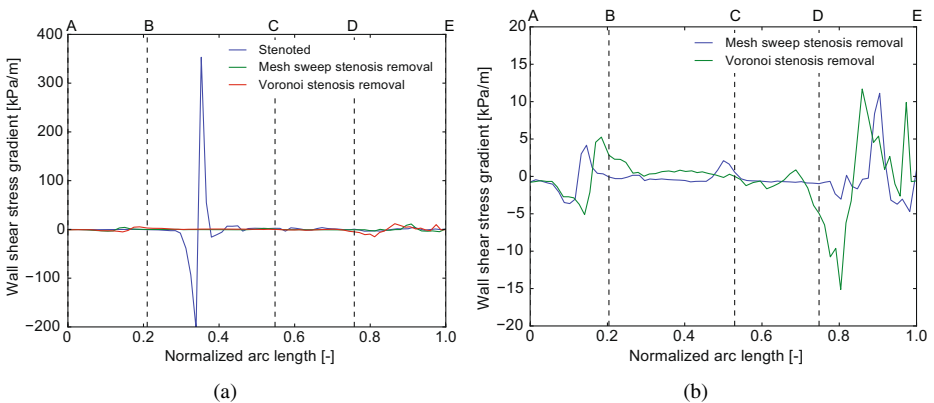 A B C D E
400
300
200
100
0
−100
−200
Wall shear stress gradient [kPa/m]
Stenoted
Mesh sweep stenosis removal
Voronoi stenosis removal
0 0.2 0.4 0.6 0.8 1.0
Normalized arc length [-]
(a)
A B C D E
20
15
10
5
0
−5
−10
−15
−20
Wall shear stress gradient [kPa/m]
Mesh sweep stenosis removal
Voronoi stenosis removal
0 0.2 0.4 0.6 0.8 1.0
Normalized arc length [-]
(b)